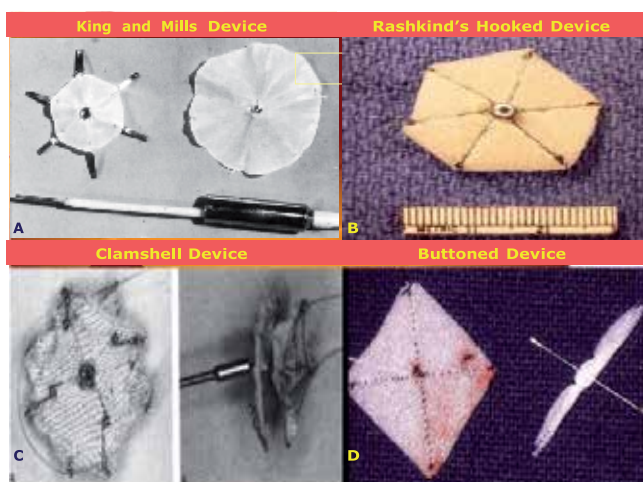 King and Mills Device
Rashkind's Hooked Device
A
B
Clamshell Device
Buttoned Device
C
D